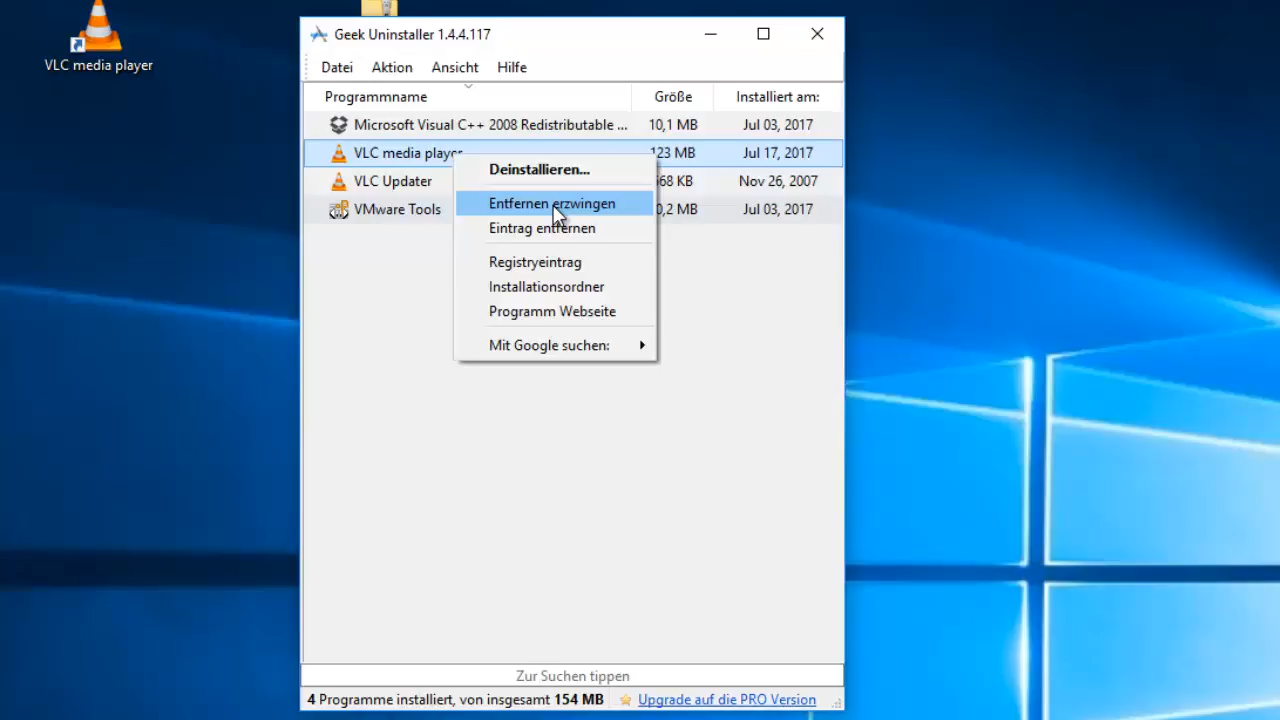 VLC media player
Geek Uninstaller 1.4.4.117
Datei Aktion Ansicht Hilfe
Programmname Größe Installiert am:
Microsoft Visual C++ 2008 Redistributable ... 10,1 MB Jul 03, 2017
VLC media player 123 MB Jul 17, 2017
VLC Updater 68 KB Nov 26, 2007
VMware Tools 0,2 MB Jul 03, 2017
Deinstallieren...
Entfernen erzwingen
Eintrag entfernen
Registryeintrag
Installationsordner
Programm Webseite
Mit Google suchen:
Zur Suchen tippen
4 Programme installiert, von insgesamt 154 MB Upgrade auf die PRO Version